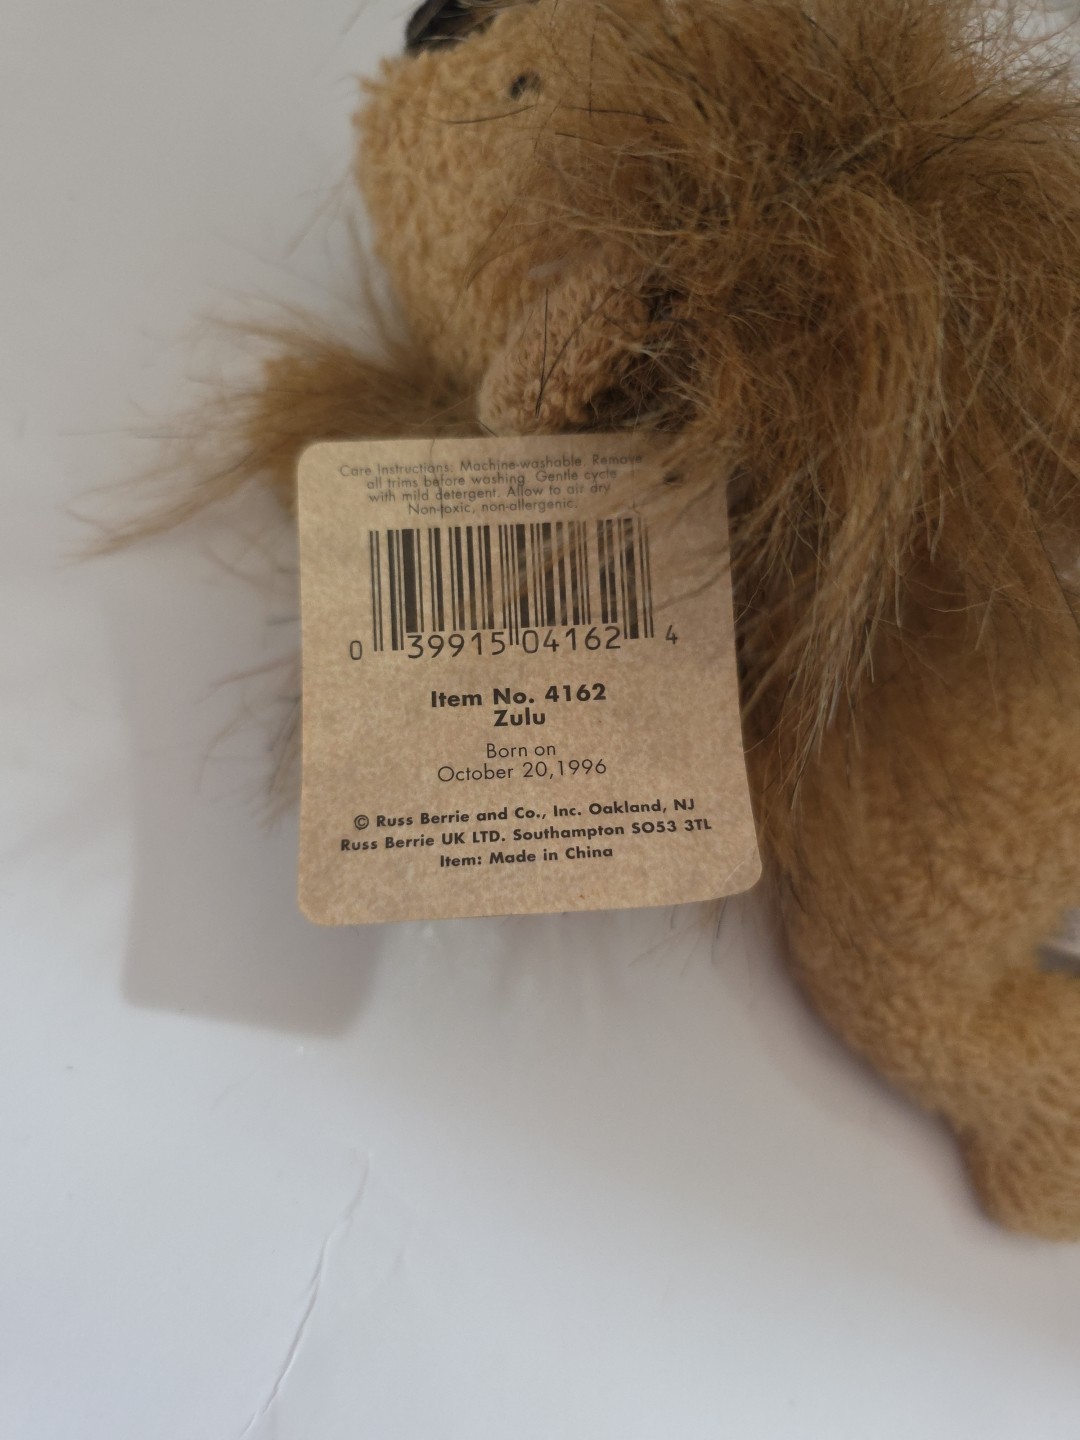 Care Instructions: Machine-washable. Remove
all trims before washing. Gentle cycle
with mild detergent. Allow to air dry.
Non-toxic, non-allergenic.
0 39915 04162 4
Item No. 4162
Zulu
Born on
October 20,1996
© Russ Berrie and Co., Inc. Oakland, NJ
Russ Berrie UK LTD. Southampton SO53 3TL
Item: Made in China